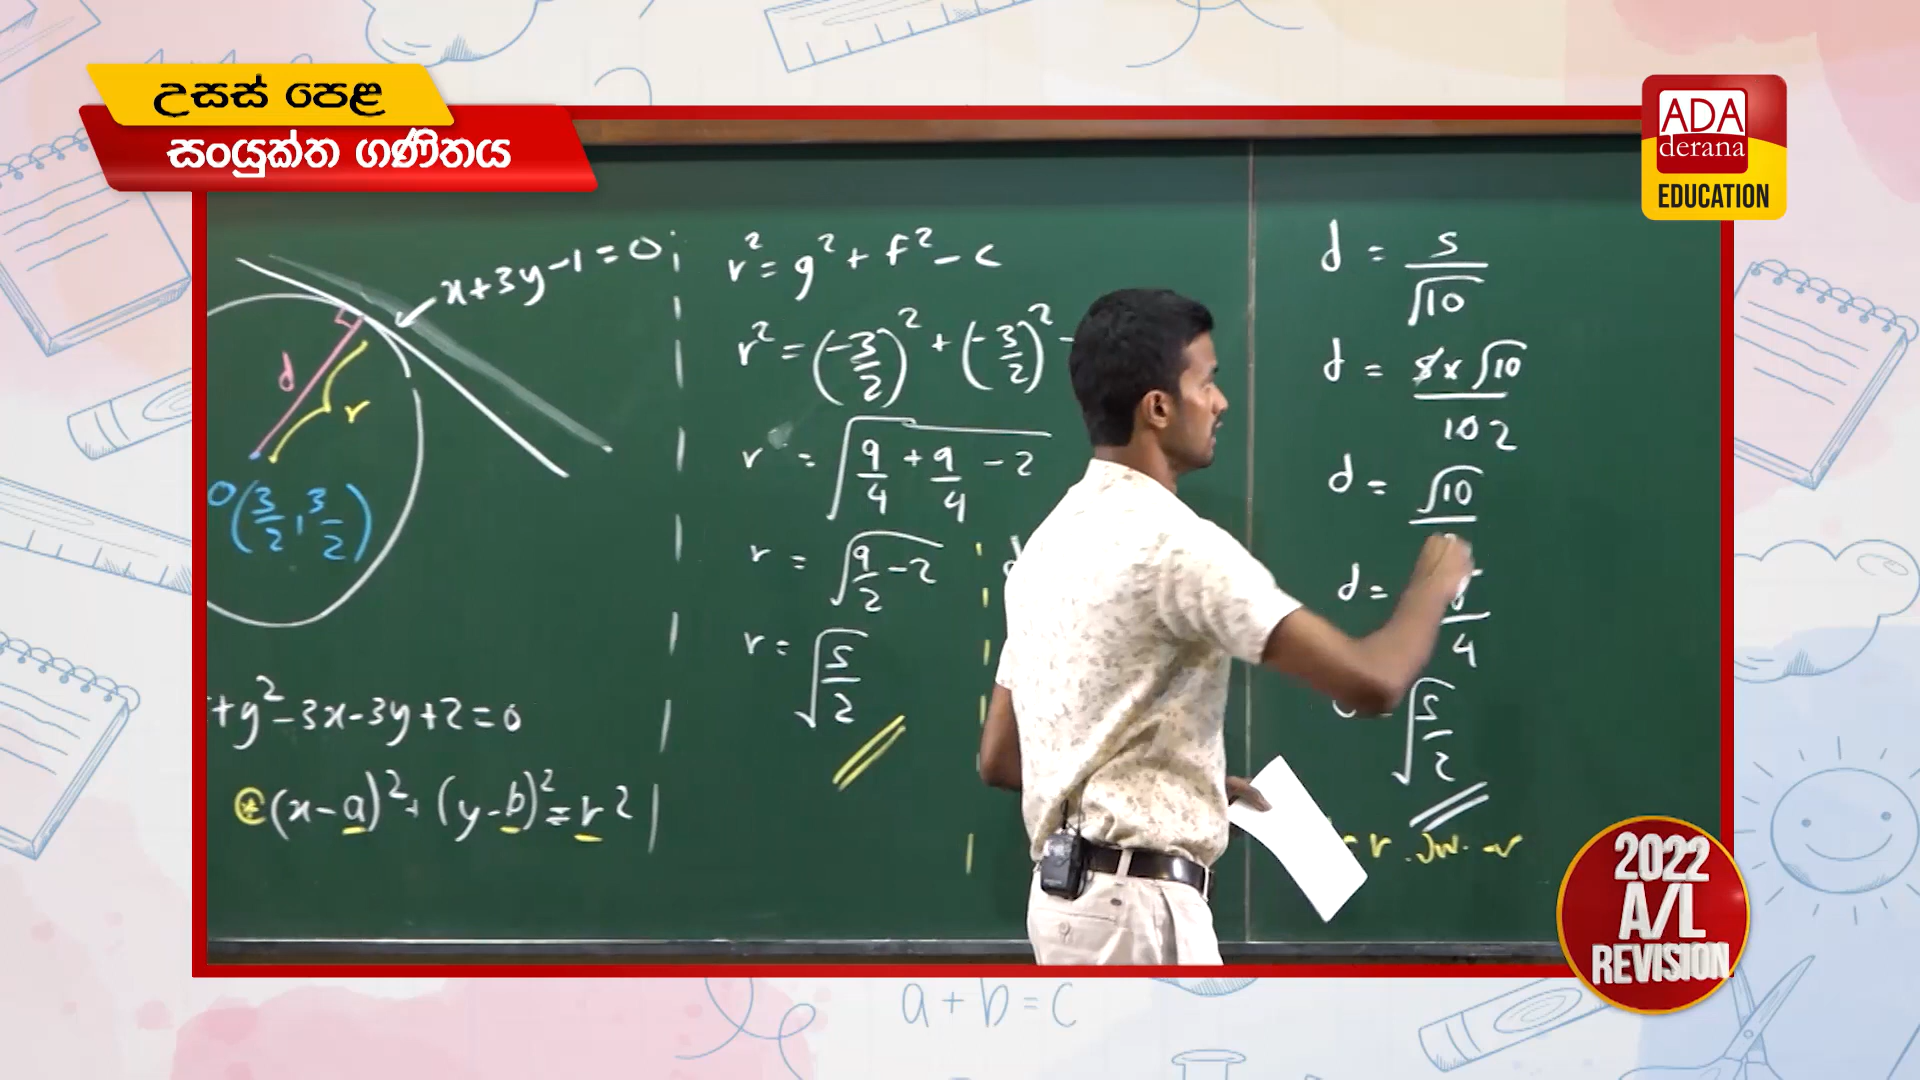 උසස් පෙළ
සංයුක්ත ගණිතය
ADA
derana
EDUCATION
x+3y-1=0
d
r
O(3/2, 3/2)
+y²-3x-3y+2=0
(x-a)²+(y-b)²=r²
r²=g²+f²-c
r²=(-3/2)²+(-3/2)²-
r=√(9/4+9/4-2)
r=√(9/2-2)
r=√(5/2)
d=5/√10
d=5×√10/10 2
d=√10
d=
4
√(5/2)
2022
A/L
REVISION
a+b=c